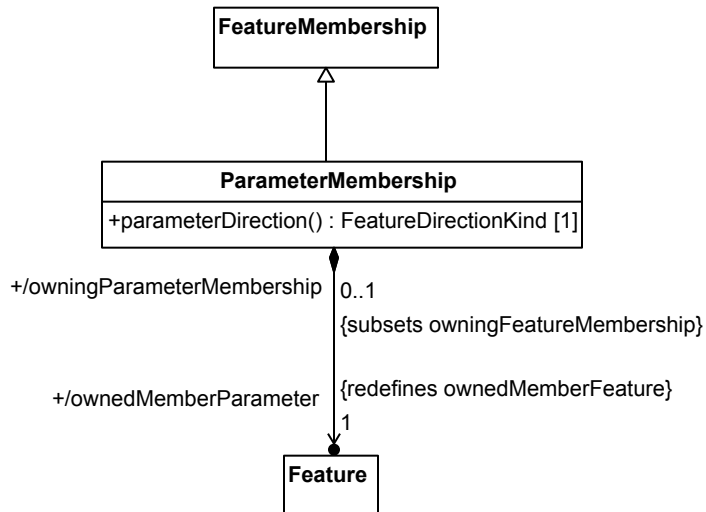 FeatureMembership
ParameterMembership
+parameterDirection() : FeatureDirectionKind [1]
+/owningParameterMembership
0..1
{subsets owningFeatureMembership}
+/ownedMemberParameter
{redefines ownedMemberFeature}
1
Feature